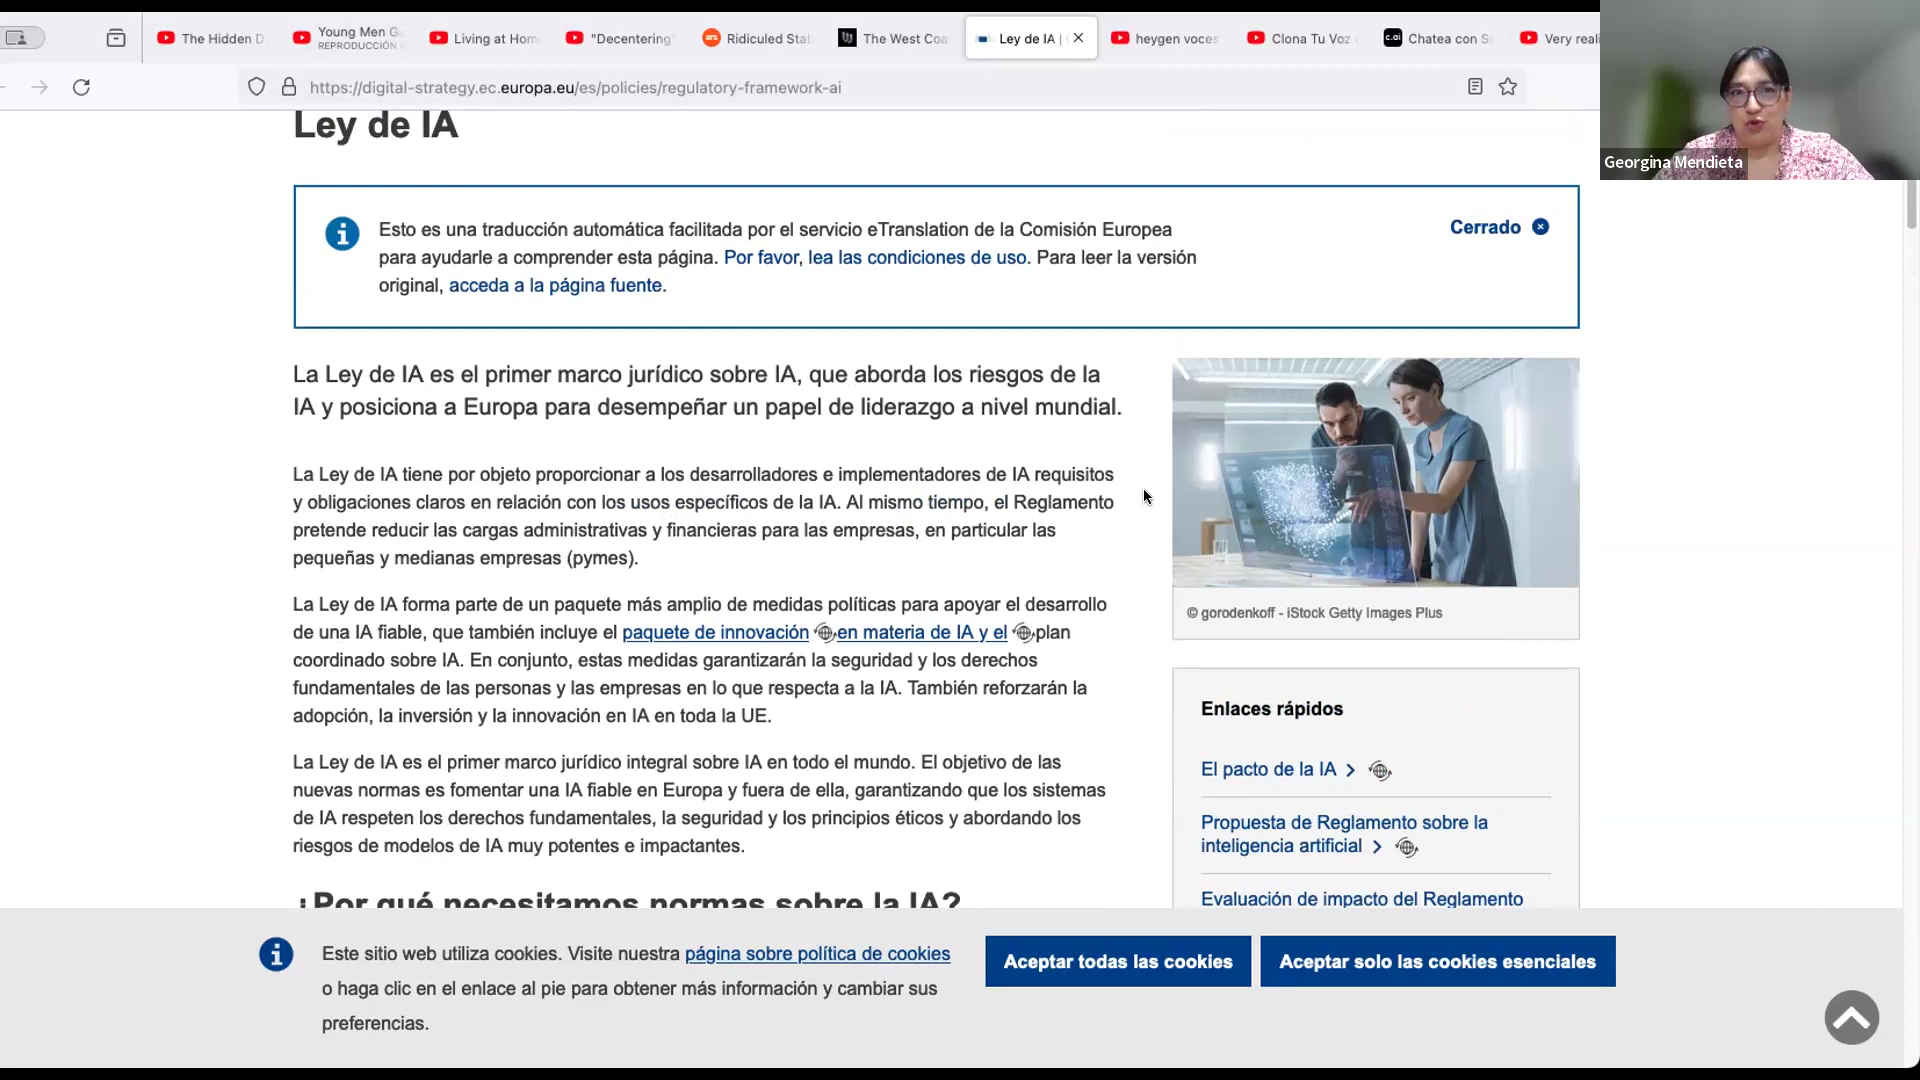 The Hidden D
Young Men G
REPRODUCCIÓN
Living at Hom
"Decentering"
Ridiculed Stab
The West Coa
Ley de IA |
heygen voces
Clona Tu Voz
Chatea con S
Very reali
https://digital-strategy.ec.europa.eu/es/policies/regulatory-framework-ai
Georgina Mendieta
Ley de IA
Esto es una traducción automática facilitada por el servicio eTranslation de la Comisión Europea
para ayudarle a comprender esta página. Por favor, lea las condiciones de uso. Para leer la versión
original, acceda a la página fuente.
Cerrado
La Ley de IA es el primer marco jurídico sobre IA, que aborda los riesgos de la
IA y posiciona a Europa para desempeñar un papel de liderazgo a nivel mundial.
La Ley de IA tiene por objeto proporcionar a los desarrolladores e implementadores de IA requisitos
y obligaciones claros en relación con los usos específicos de la IA. Al mismo tiempo, el Reglamento
pretende reducir las cargas administrativas y financieras para las empresas, en particular las
pequeñas y medianas empresas (pymes).
La Ley de IA forma parte de un paquete más amplio de medidas políticas para apoyar el desarrollo
de una IA fiable, que también incluye el paquete de innovación en materia de IA y el plan
coordinado sobre IA. En conjunto, estas medidas garantizarán la seguridad y los derechos
fundamentales de las personas y las empresas en lo que respecta a la IA. También reforzarán la
adopción, la inversión y la innovación en IA en toda la UE.
La Ley de IA es el primer marco jurídico integral sobre IA en todo el mundo. El objetivo de las
nuevas normas es fomentar una IA fiable en Europa y fuera de ella, garantizando que los sistemas
de IA respeten los derechos fundamentales, la seguridad y los principios éticos y abordando los
riesgos de modelos de IA muy potentes e impactantes.
¿Por qué necesitamos normas sobre la IA?
© gorodenkoff - iStock Getty Images Plus
Enlaces rápidos
El pacto de la IA
Propuesta de Reglamento sobre la
inteligencia artificial
Evaluación de impacto del Reglamento
Este sitio web utiliza cookies. Visite nuestra página sobre política de cookies
o haga clic en el enlace al pie para obtener más información y cambiar sus
preferencias.
Aceptar todas las cookies
Aceptar solo las cookies esenciales